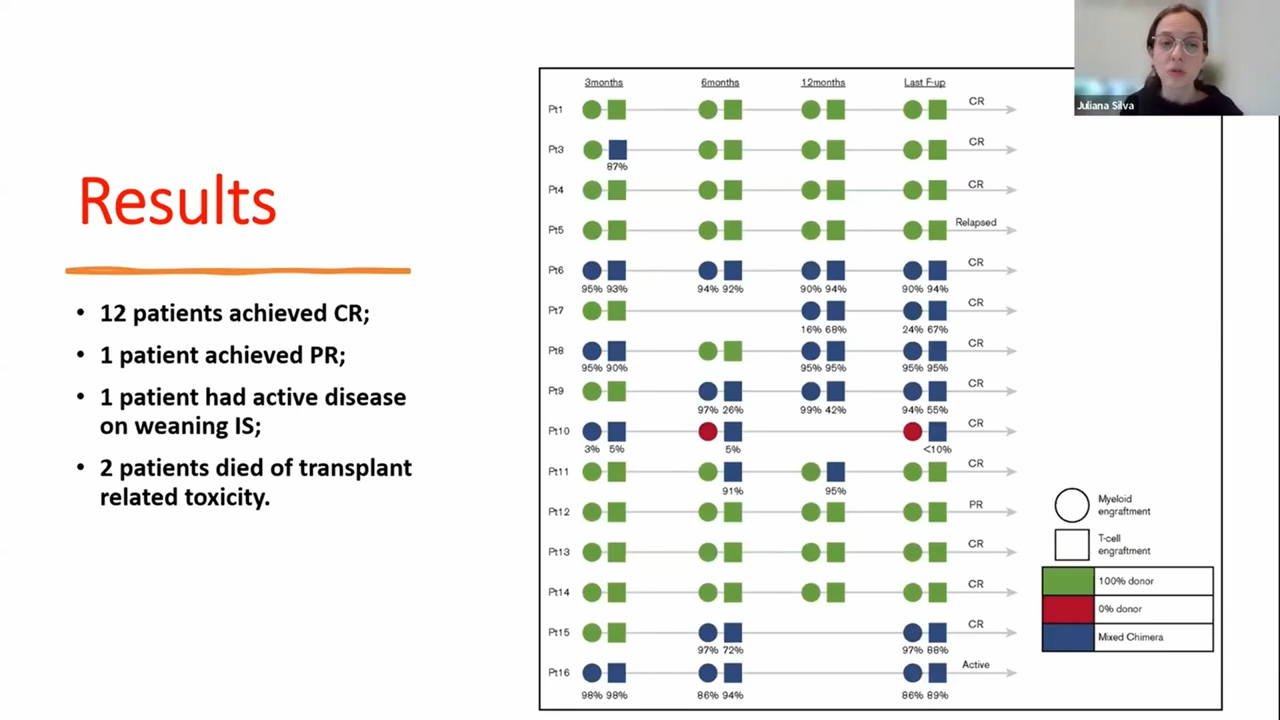 Results
• 12 patients achieved CR;
• 1 patient achieved PR;
• 1 patient had active disease
on weaning IS;
• 2 patients died of transplant
related toxicity.
3months 6months 12months Last F-up
Pt1 CR
Pt3 CR
87%
Pt4 CR
Pt5 Relapsed
Pt6 CR
95% 93% 94% 92% 90% 94% 90% 94%
Pt7 CR
16% 68% 24% 67%
Pt8 CR
95% 90% 95% 95% 95% 95%
Pt9 CR
97% 26% 99% 42% 94% 55%
Pt10 CR
3% 5% 5% <10%
Pt11 CR
91% 95%
Pt12 PR
Pt13 CR
Pt14 CR
Pt15 CR
97% 72% 97% 88%
Pt16 Active
98% 98% 86% 94% 86% 89%
Myeloid
engraftment
T-cell
engraftment
100% donor
0% donor
Mixed Chimera
Juliana Silva